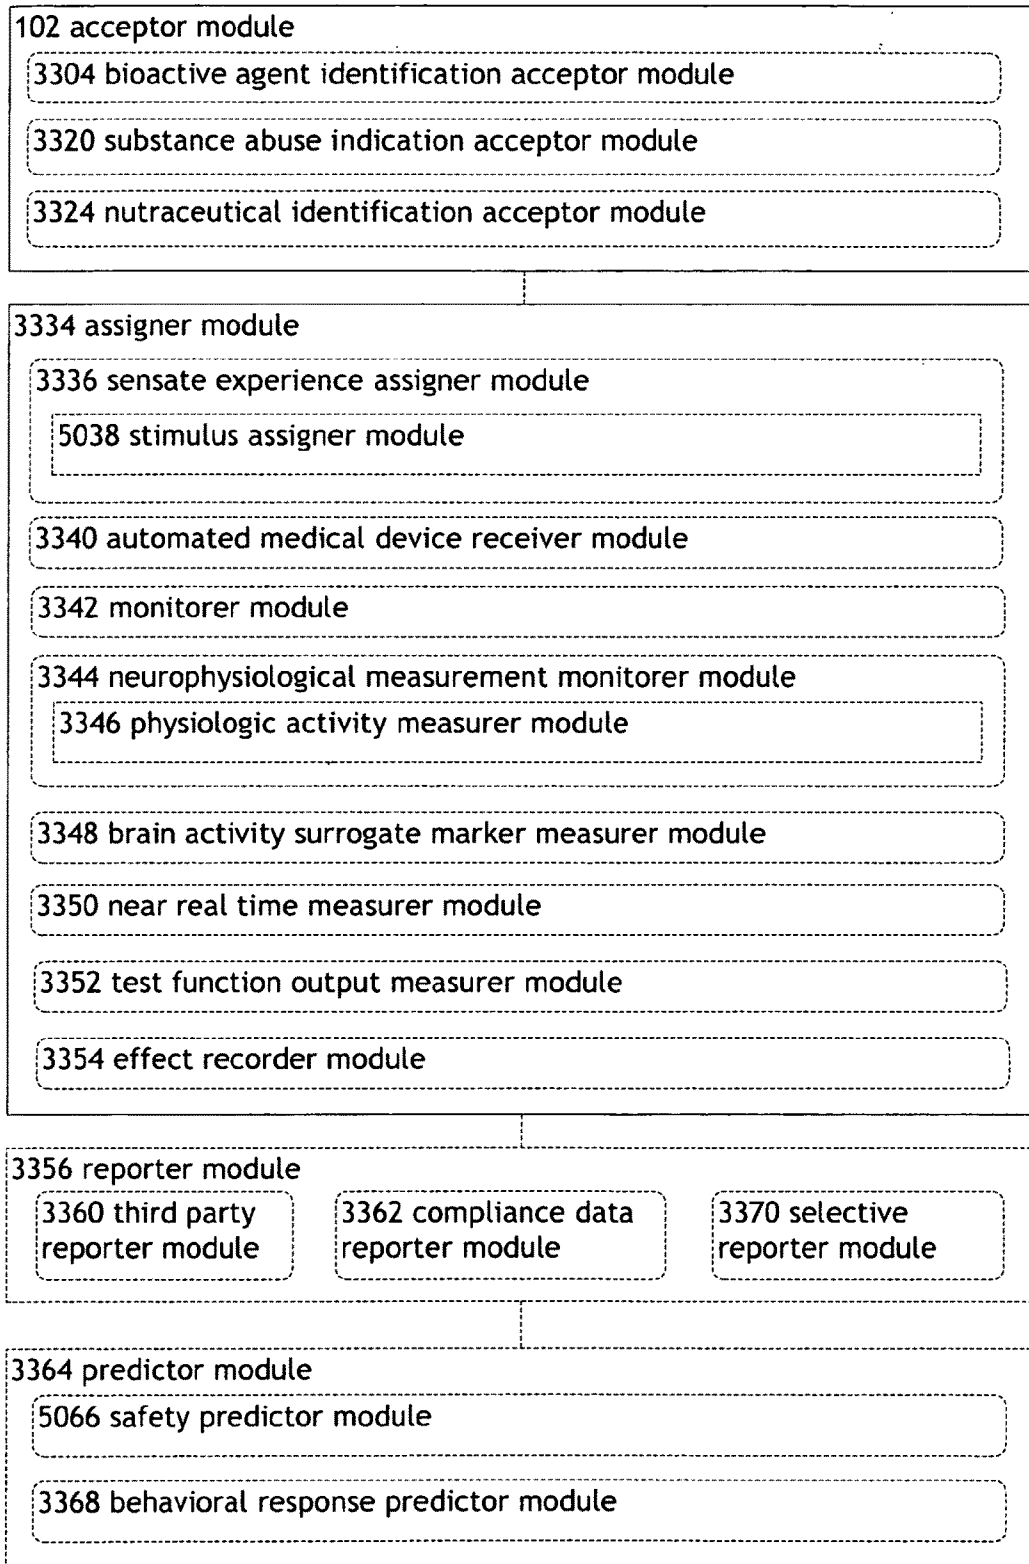 102 acceptor module
3304 bioactive agent identification acceptor module
3320 substance abuse indication acceptor module
3324 nutraceutical identification acceptor module
3334 assigner module
3336 sensate experience assigner module
5038 stimulus assigner module
3340 automated medical device receiver module
3342 monitorer module
3344 neurophysiological measurement monitorer module
3346 physiologic activity measurer module
3348 brain activity surrogate marker measurer module
3350 near real time measurer module
3352 test function output measurer module
3354 effect recorder module
3356 reporter module
3360 third party
reporter module
3362 compliance data
reporter module
3370 selective
reporter module
3364 predictor module
5066 safety predictor module
3368 behavioral response predictor module